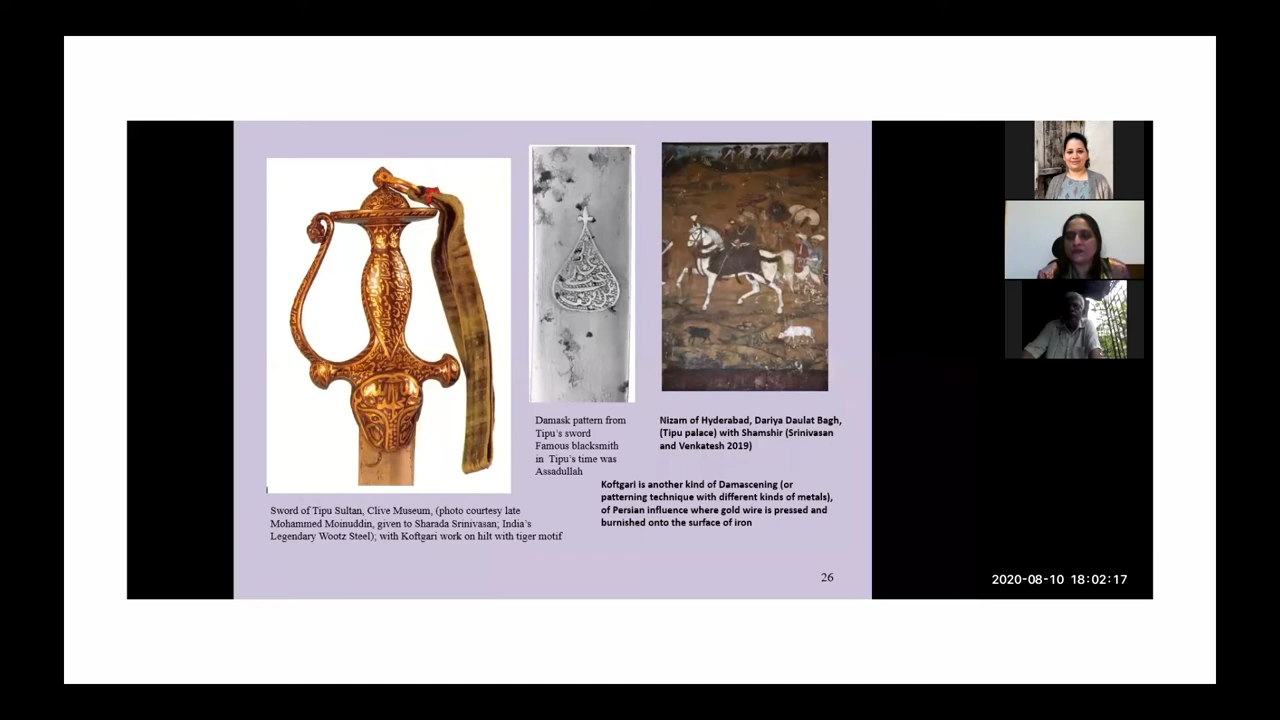 Damask pattern from
Tipu's sword
Famous blacksmith
in Tipu's time was
Assadullah
Nizam of Hyderabad, Dariya Daulat Bagh,
(Tipu palace) with Shamshir (Srinivasan
and Venkatesh 2019)
Koftgari is another kind of Damascening (or
patterning technique with different kinds of metals),
of Persian influence where gold wire is pressed and
burnished onto the surface of iron
Sword of Tipu Sultan, Clive Museum, (photo courtesy late
Mohammed Moinuddin, given to Sharada Srinivasan; India's
Legendary Wootz Steel); with Koftgari work on hilt with tiger motif
26
2020-08-10 18:02:17